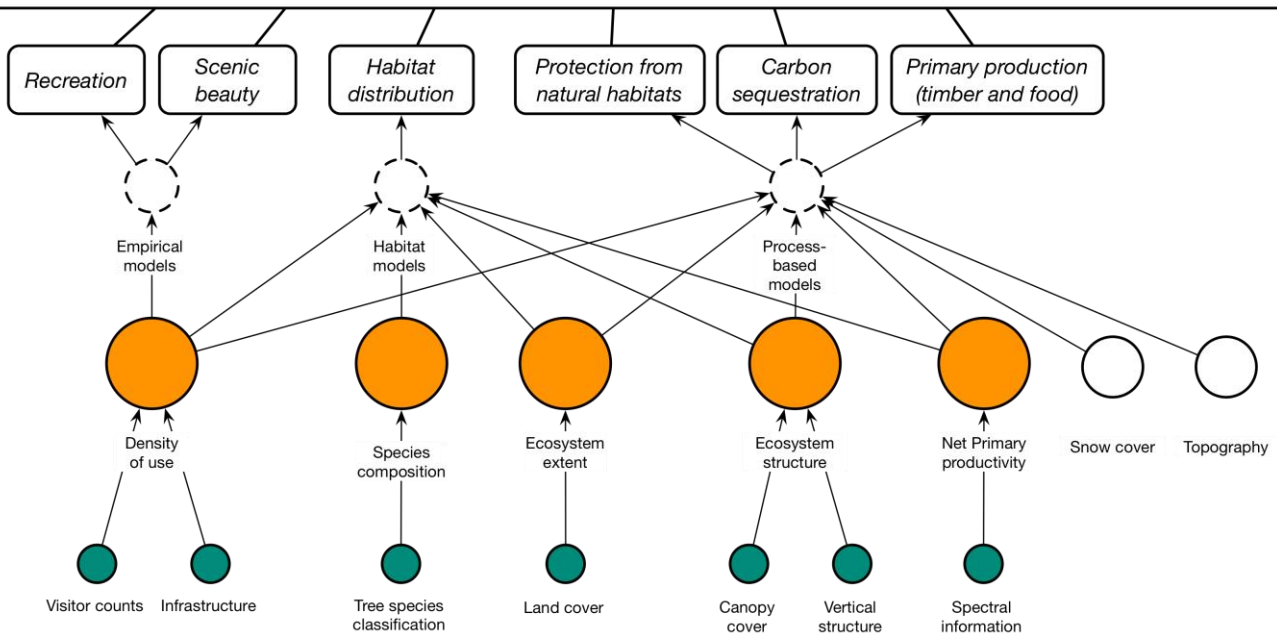 Recreation
Scenic
beauty
Habitat
distribution
Protection from
natural habitats
Carbon
sequestration
Primary production
(timber and food)
Empirical
models
Habitat
models
Process-
based
models
Density
of use
Species
composition
Ecosystem
extent
Ecosystem
structure
Net Primary
productivity
Snow cover
Topography
Visitor counts
Infrastructure
Tree species
classification
Land cover
Canopy
cover
Vertical
structure
Spectral
information